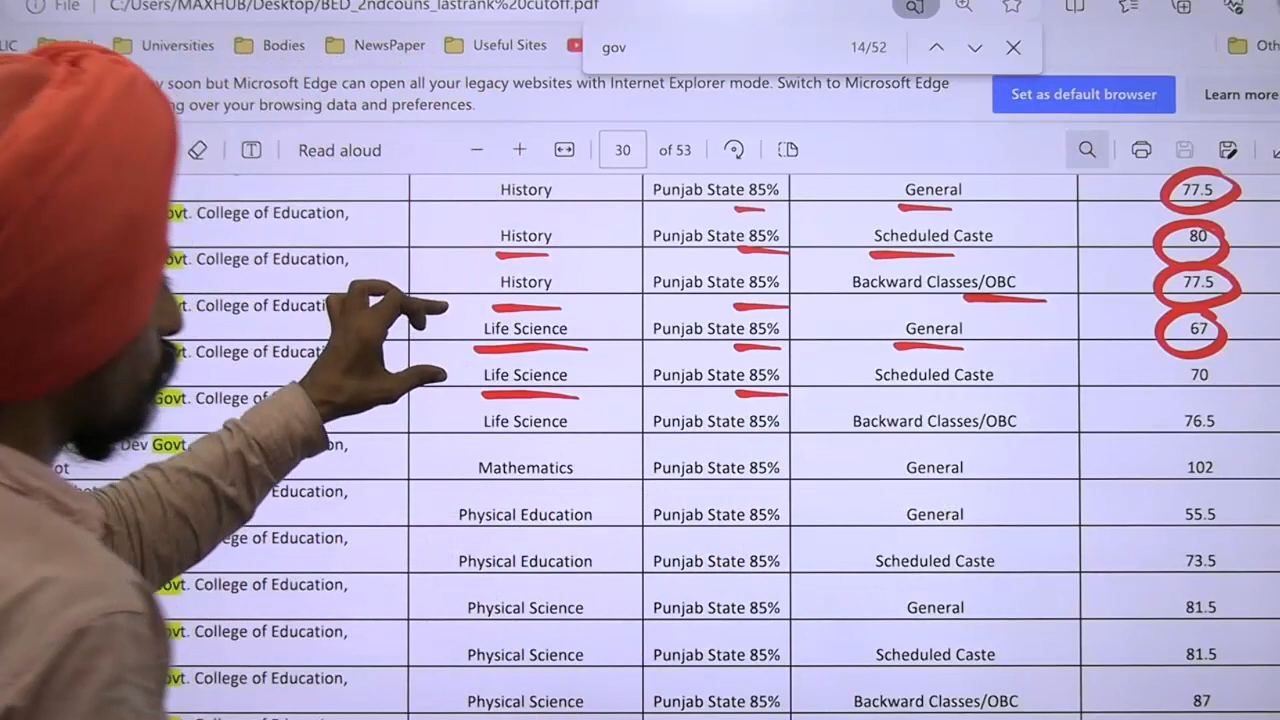 File C:/Users/MAXHUB/Desktop/BED_2ndcouns_lastrank%20cutoff.pdf
LIC Universities Bodies NewsPaper Useful Sites gov 14/52
soon but Microsoft Edge can open all your legacy websites with Internet Explorer mode. Switch to Microsoft Edge
over your browsing data and preferences.
Set as default browser Learn more
Read aloud 30 of 53
History Punjab State 85% General 77.5
ovt. College of Education,
History Punjab State 85% Scheduled Caste 80
ovt. College of Education,
History Punjab State 85% Backward Classes/OBC 77.5
College of
Life Science Punjab State 85% General 67
College of
Life Science Punjab State 85% Scheduled Caste 70
Govt. College of
Life Science Punjab State 85% Backward Classes/OBC 76.5
Dev Govt.
Mathematics Punjab State 85% General 102
Education,
Physical Education Punjab State 85% General 55.5
ege of Education,
Physical Education Punjab State 85% Scheduled Caste 73.5
ovt. College of Education,
Physical Science Punjab State 85% General 81.5
ovt. College of Education,
Physical Science Punjab State 85% Scheduled Caste 81.5
ovt. College of Education,
Physical Science Punjab State 85% Backward Classes/OBC 87